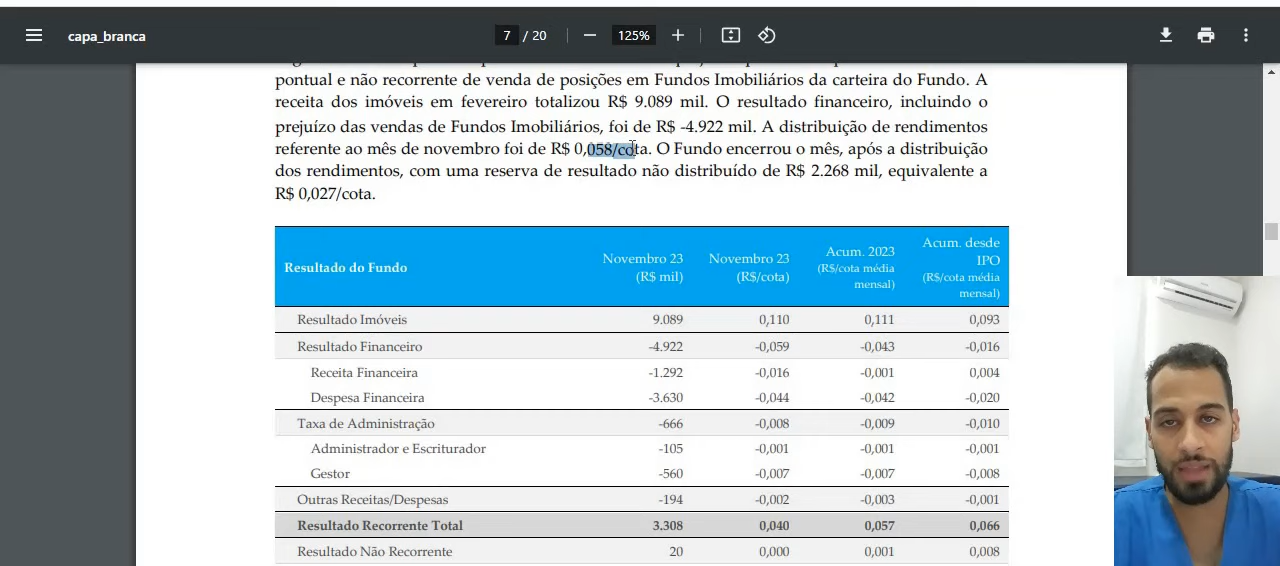 capa_branca
7 / 20
125%
pontual e não recorrente de venda de posições em Fundos Imobiliários da carteira do Fundo. A
receita dos imóveis em fevereiro totalizou R$ 9.089 mil. O resultado financeiro, incluindo o
prejuízo das vendas de Fundos Imobiliários, foi de R$ -4.922 mil. A distribuição de rendimentos
referente ao mês de novembro foi de R$ 0,058/cota. O Fundo encerrou o mês, após a distribuição
dos rendimentos, com uma reserva de resultado não distribuído de R$ 2.268 mil, equivalente a
R$ 0,027/cota.
Resultado do Fundo Novembro 23 (R$ mil) Novembro 23 (R$/cota) Acum. 2023 (R$/cota média mensal) Acum. desde IPO (R$/cota média mensal)
Resultado Imóveis 9.089 0,110 0,111 0,093
Resultado Financeiro -4.922 -0,059 -0,043 -0,016
Receita Financeira -1.292 -0,016 -0,001 0,004
Despesa Financeira -3.630 -0,044 -0,042 -0,020
Taxa de Administração -666 -0,008 -0,009 -0,010
Administrador e Escriturador -105 -0,001 -0,001 -0,001
Gestor -560 -0,007 -0,007 -0,008
Outras Receitas/Despesas -194 -0,002 -0,003 -0,001
Resultado Recorrente Total 3.308 0,040 0,057 0,066
Resultado Não Recorrente 20 0,000 0,001 0,008